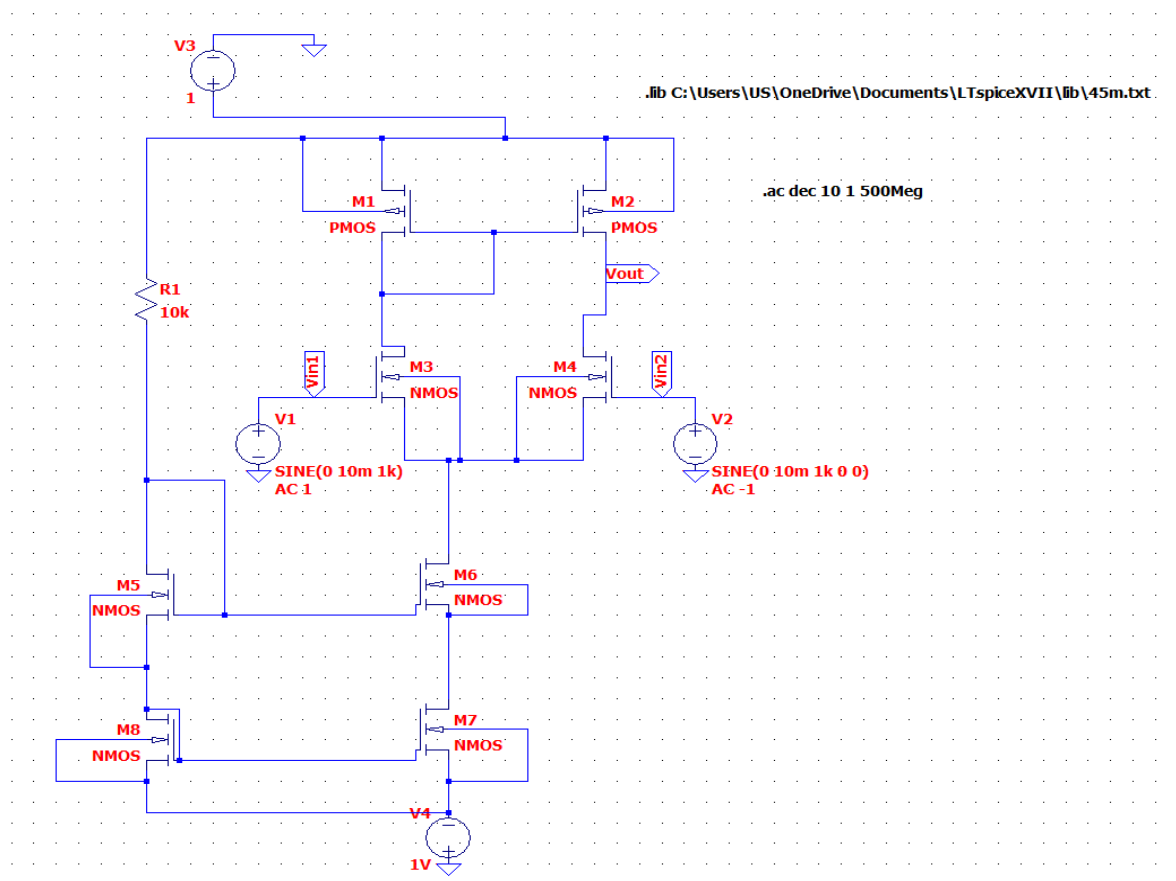 V3
1
.lib C:\Users\US\OneDrive\Documents\LTspiceXVII\lib\45m.txt
.ac dec 10 1 500Meg
M1
PMOS
M2
PMOS
Vout
R1
10k
Vin1
M3
NMOS
M4
NMOS
Vin2
V1
SINE(0 10m 1k)
AC 1
V2
SINE(0 10m 1k 0 0)
AC -1
M5
NMOS
M6
NMOS
M8
NMOS
M7
NMOS
V4
1V